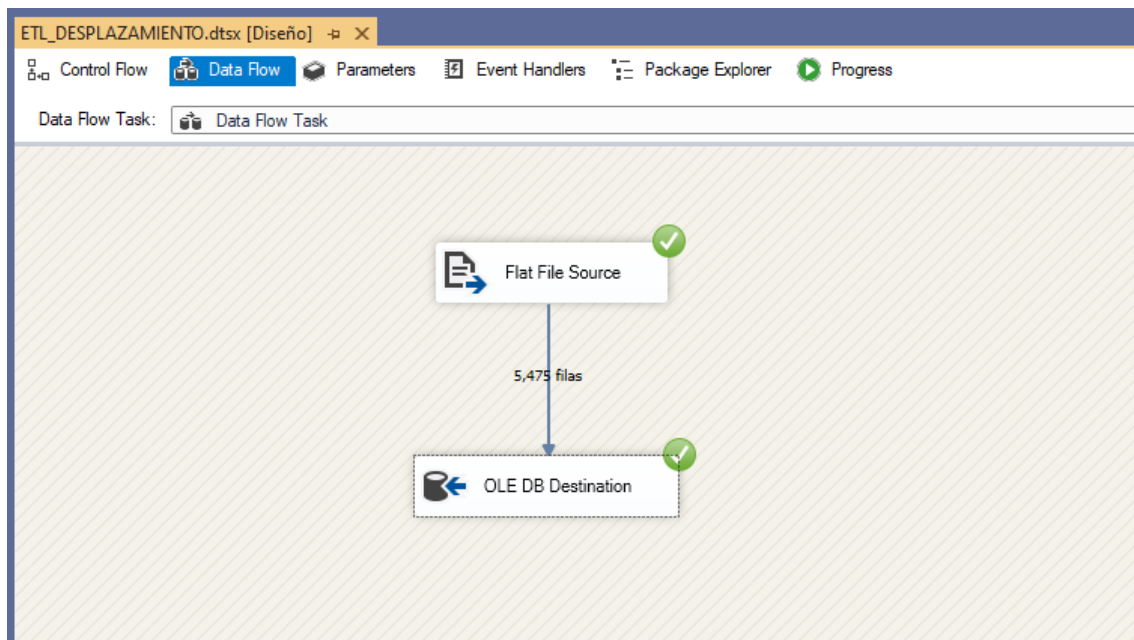 ETL_DESPLAZAMIENTO.dtsx [Diseño]
Control Flow Data Flow Parameters Event Handlers Package Explorer Progress
Data Flow Task: Data Flow Task
Flat File Source
5,475 filas
OLE DB Destination